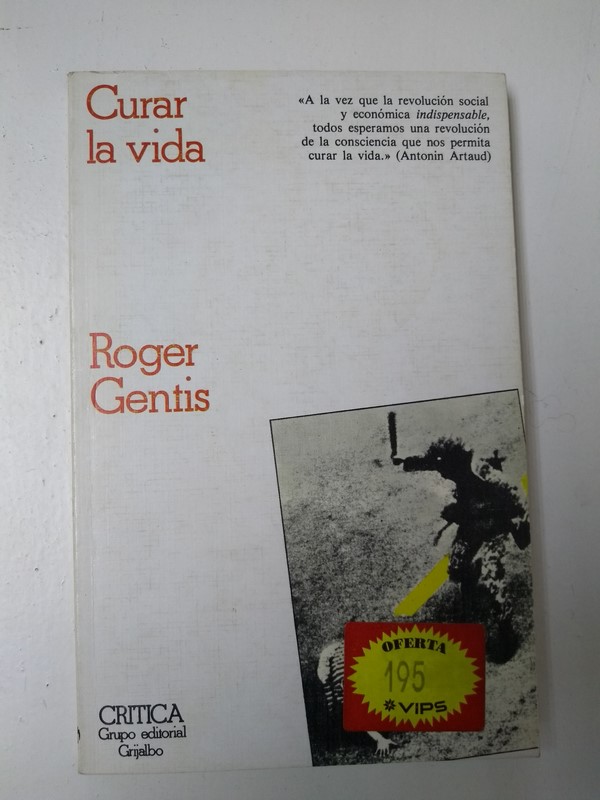 Curar
la vida
«A la vez que la revolución social
y económica indispensable,
todos esperamos una revolución
de la consciencia que nos permita
curar la vida.» (Antonin Artaud)
Roger
Gentis
OFERTA
195
VIPS
CRITICA
Grupo editorial
Grijalbo